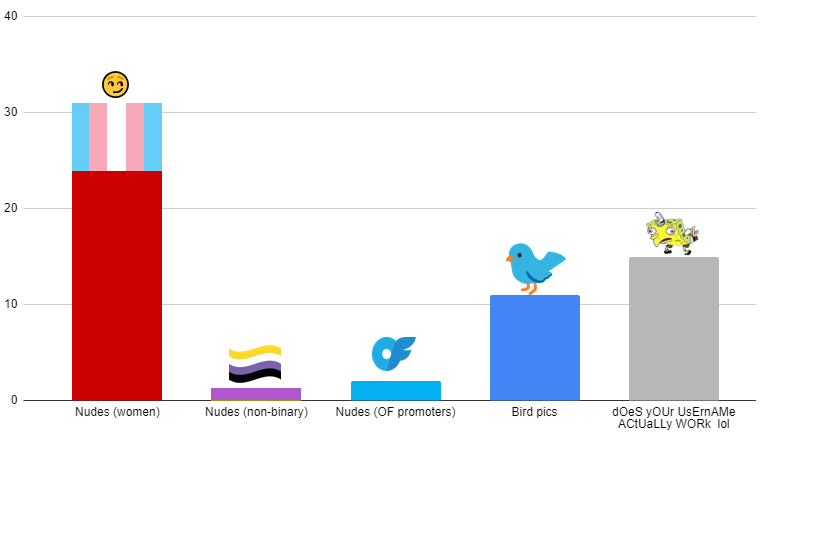 40
30
20
10
0
Nudes (women)
Nudes (non-binary)
Nudes (OF promoters)
Bird pics
dOeS yOUr UsErnAMe
ACtUaLLy WORk  lol